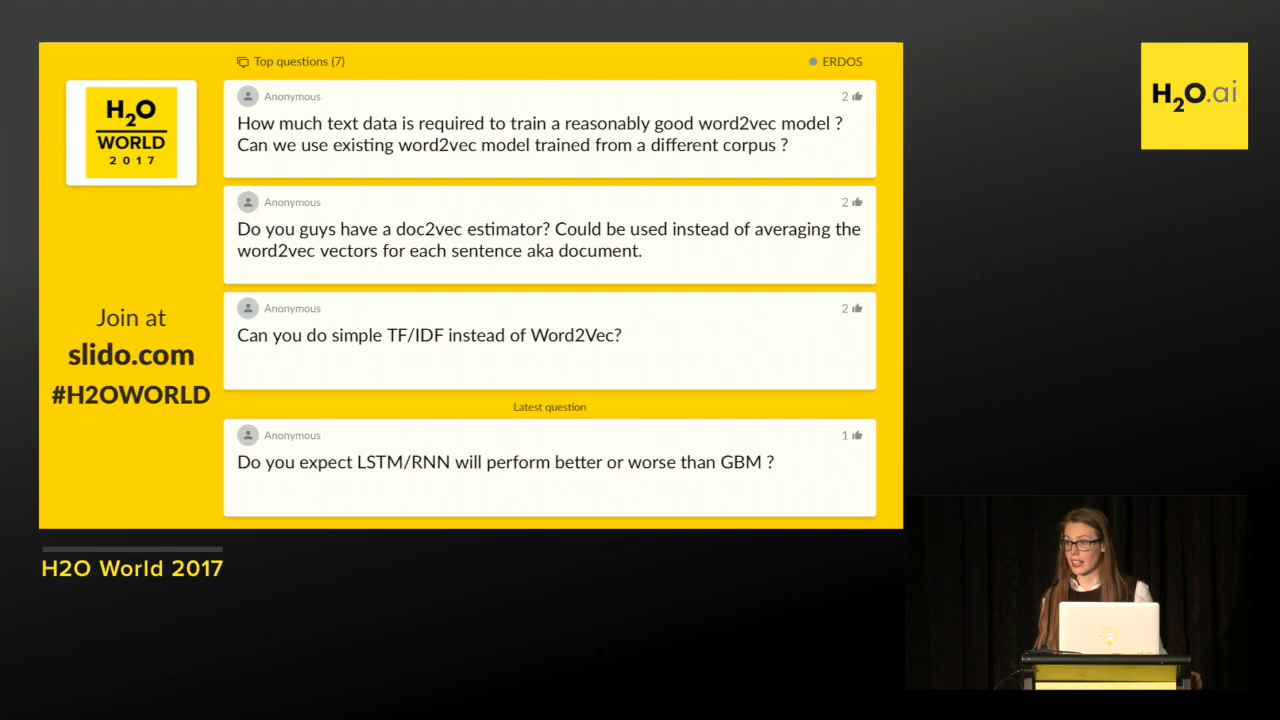 Top questions (7)
ERDOS
H2O
WORLD
2017
Anonymous
2
How much text data is required to train a reasonably good word2vec model ?
Can we use existing word2vec model trained from a different corpus ?
Anonymous
2
Do you guys have a doc2vec estimator? Could be used instead of averaging the
word2vec vectors for each sentence aka document.
Anonymous
2
Can you do simple TF/IDF instead of Word2Vec?
Join at
slido.com
#H2OWORLD
Latest question
Anonymous
1
Do you expect LSTM/RNN will perform better or worse than GBM ?
H2O World 2017
H2O.ai